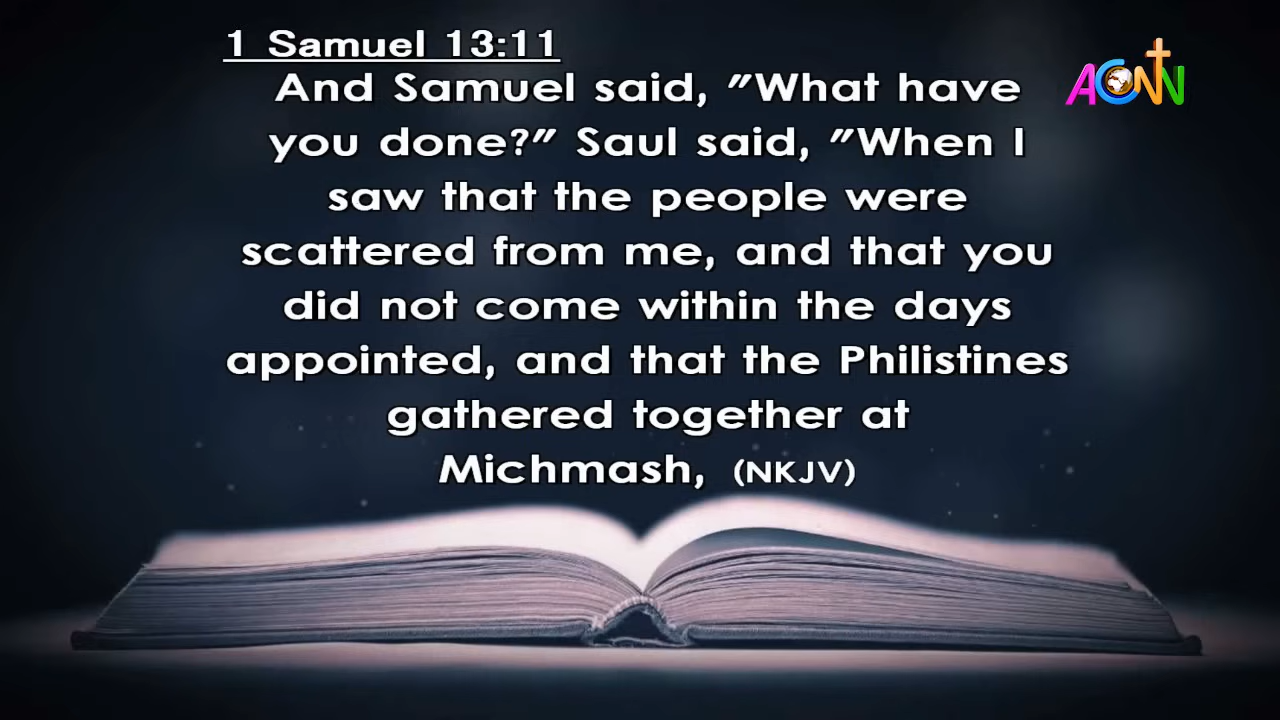 1 Samuel 13:11
And Samuel said, "What have
you done?" Saul said, "When I
saw that the people were
scattered from me, and that you
did not come within the days
appointed, and that the Philistines
gathered together at
Michmash, (NKJV)
ACNN